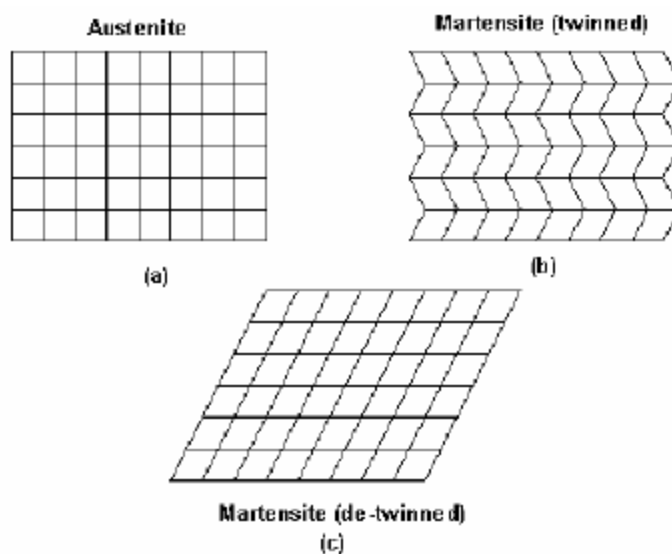 Austenite
Martensite (twinned)
(a)
(b)
Martensite (de-twinned)
(c)